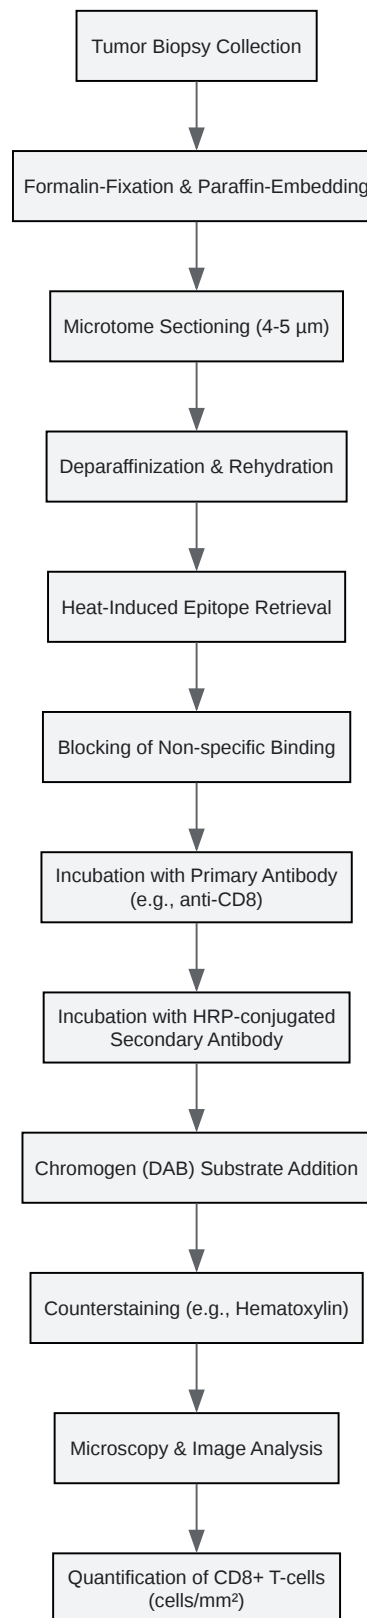 Tumor Biopsy Collection
Formalin-Fixation & Paraffin-Embedding
Microtome Sectioning (4-5 µm)
Deparaffinization & Rehydration
Heat-Induced Epitope Retrieval
Blocking of Non-specific Binding
Incubation with Primary Antibody
(e.g., anti-CD8)
Incubation with HRP-conjugated
Secondary Antibody
Chromogen (DAB) Substrate Addition
Counterstaining (e.g., Hematoxylin)
Microscopy & Image Analysis
Quantification of CD8+ T-cells
(cells/mm²)